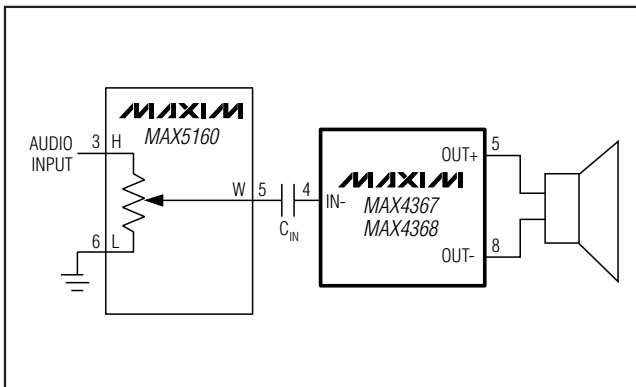 MAXIM
MAX5160
AUDIO
INPUT
3 H
W 5
6 L
C_IN
4
IN-
MAXIM
MAX4367
MAX4368
OUT+
5
OUT-
8